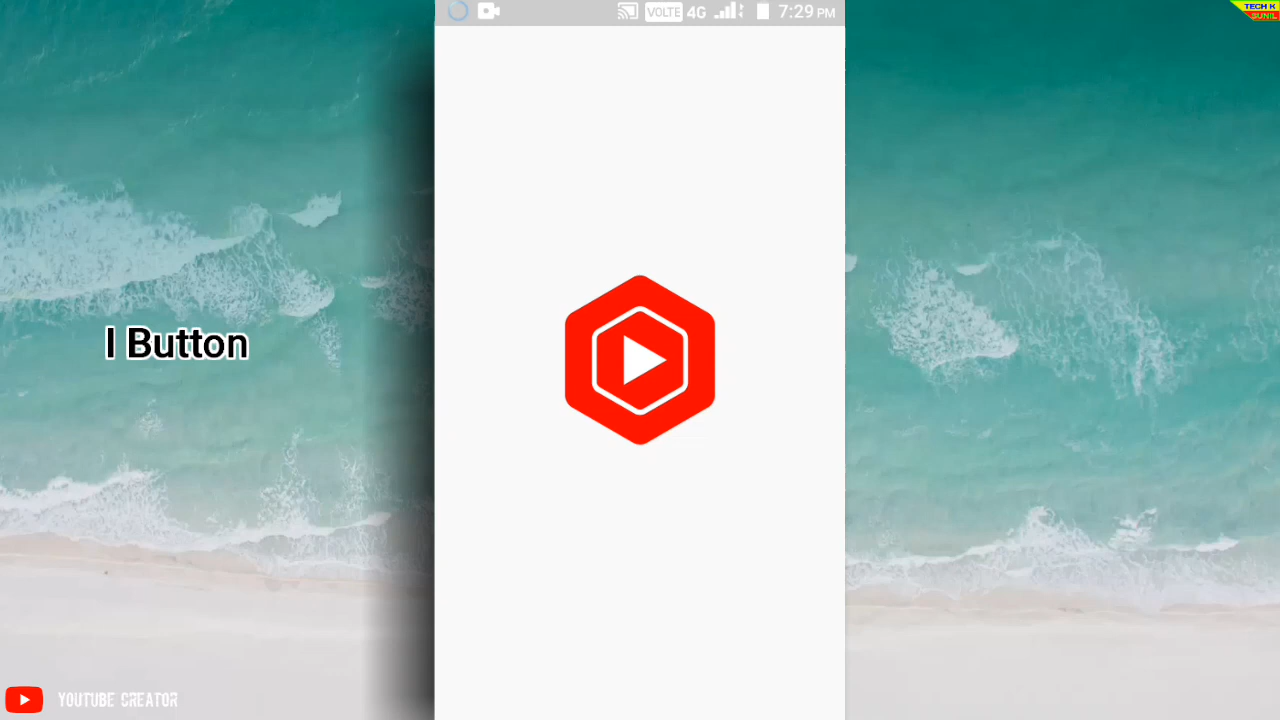 VOLTE 4G 7:29 PM
TECH K
SUNIL
I Button
YOUTUBE CREATOR